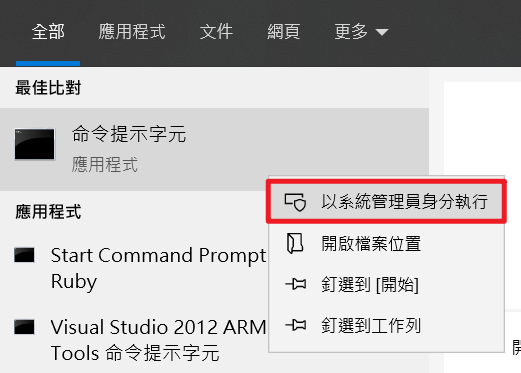 全部 應用程式 文件 網頁 更多
最佳比對
命令提示字元
應用程式
以系統管理員身分執行
開啟檔案位置
釘選到 [開始]
釘選到工作列
應用程式
Start Command Prompt
Ruby
Visual Studio 2012 ARM
Tools 命令提示字元